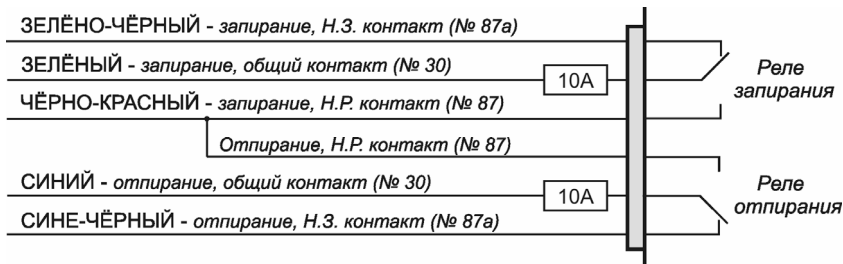 ЗЕЛЁНО-ЧЁРНЫЙ - запирание, Н.З. контакт (№ 87а)
ЗЕЛЁНЫЙ - запирание, общий контакт (№ 30)
10А
Реле
запирания
ЧЁРНО-КРАСНЫЙ - запирание, Н.Р. контакт (№ 87)
Отпирание, Н.Р. контакт (№ 87)
СИНИЙ - отпирание, общий контакт (№ 30)
10А
Реле
отпирания
СИНЕ-ЧЁРНЫЙ - отпирание, Н.З. контакт (№ 87а)